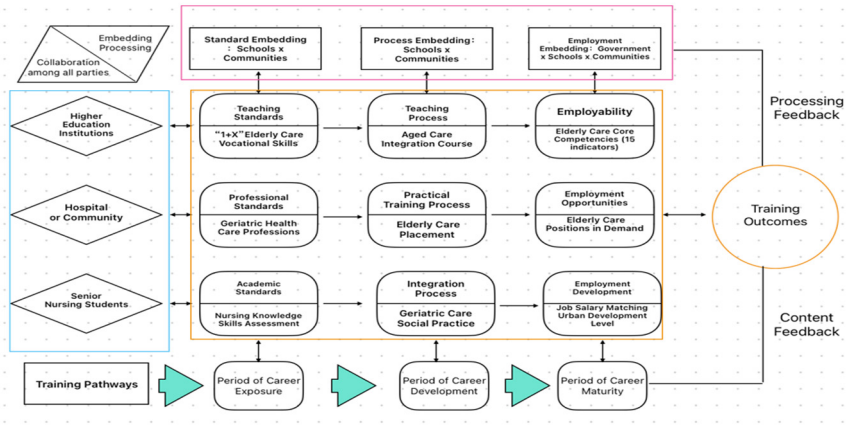 Embedding
Processing
Collaboration
among all parties
Standard Embedding
: Schools x
Communities
Process Embedding:
Schools x
Communities
Employment
Embedding: Government
x Schools x Communities
Processing
Feedback
Higher
Education
Institutions
Teaching
Standards
"1+X"Elderly Care
Vocational Skills
Teaching
Process
Aged Care
Integration Course
Employability
Elderly Care Core
Competencies (15
indicators)
Hospital
or Community
Professional
Standards
Geriatric Health
Care Professions
Practical
Training Process
Elderly Care
Placement
Employment
Opportunities
Elderly Care
Positions in Demand
Training
Outcomes
Senior
Nursing Students
Academic
Standards
Nursing Knowledge
Skills Assessment
Integration
Process
Geriatric Care
Social Practice
Employment
Development
Job Salary Matching
Urban Development
Level
Content
Feedback
Training Pathways
Period of Career
Exposure
Period of Career
Development
Period of Career
Maturity